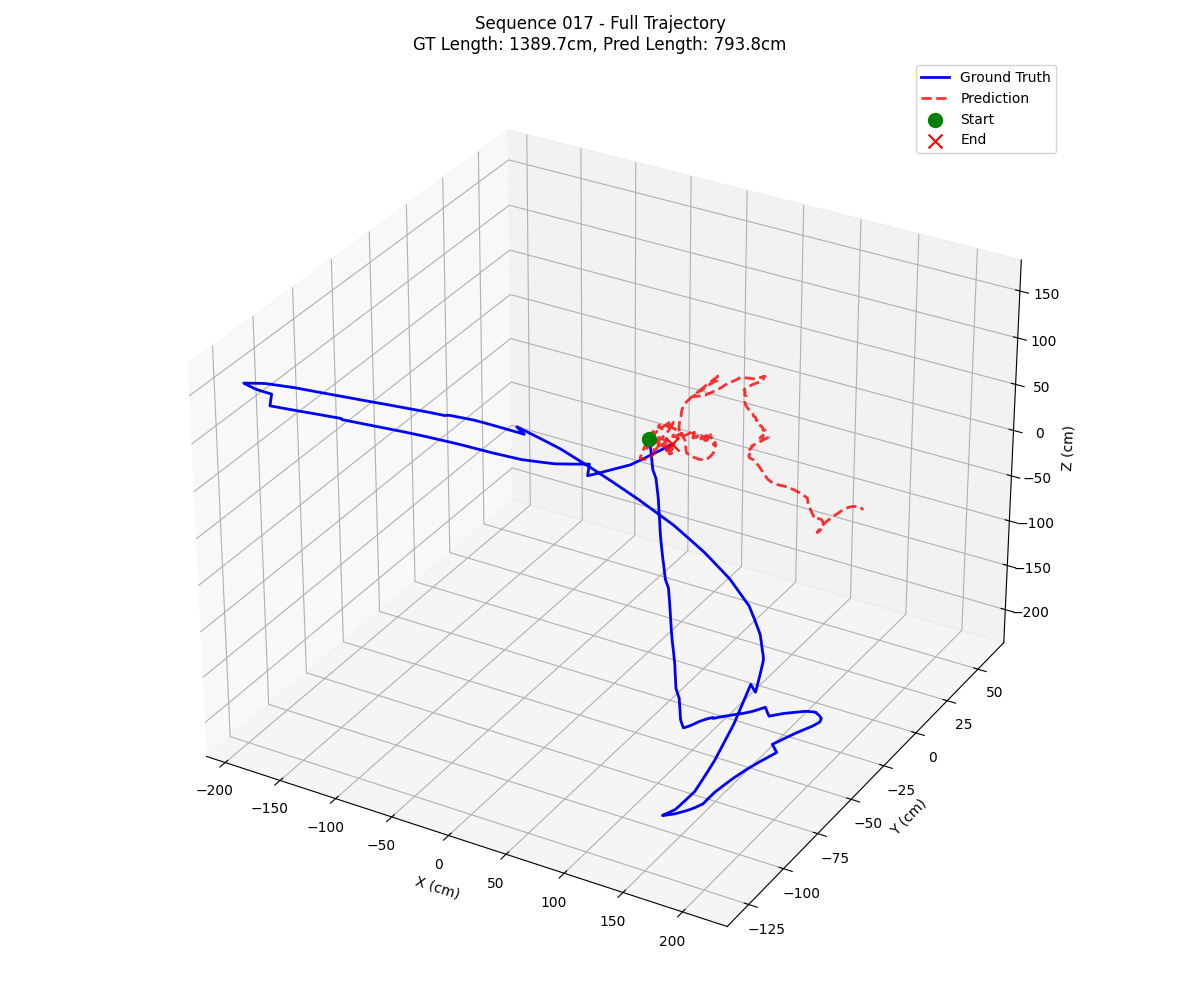 Sequence 017 - Full Trajectory
GT Length: 1389.7cm, Pred Length: 793.8cm
Ground Truth
Prediction
Start
End
150
100
50
0
−50
−100
−150
−200
Z (cm)
50
25
0
−25
−50
−75
−100
−125
Y (cm)
−200
−150
−100
−50
0
50
100
150
200
X (cm)